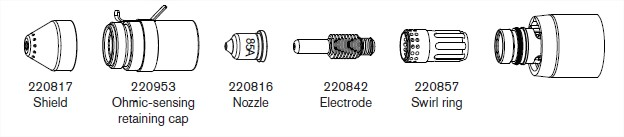 85A
220817
Shield
220953
Ohmic-sensing
retaining cap
220816
Nozzle
220842
Electrode
220857
Swirl ring